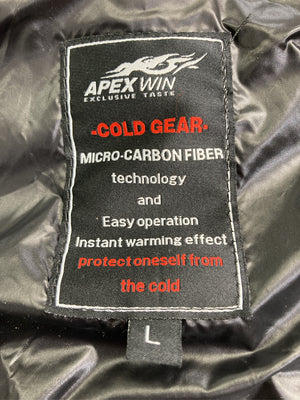 APEX WIN
EXCLUSIVE TASTE
-COLD GEAR-
MICRO-CARBON FIBER
technology
and
Easy operation
Instant warming effect
protect oneself from
the cold
L